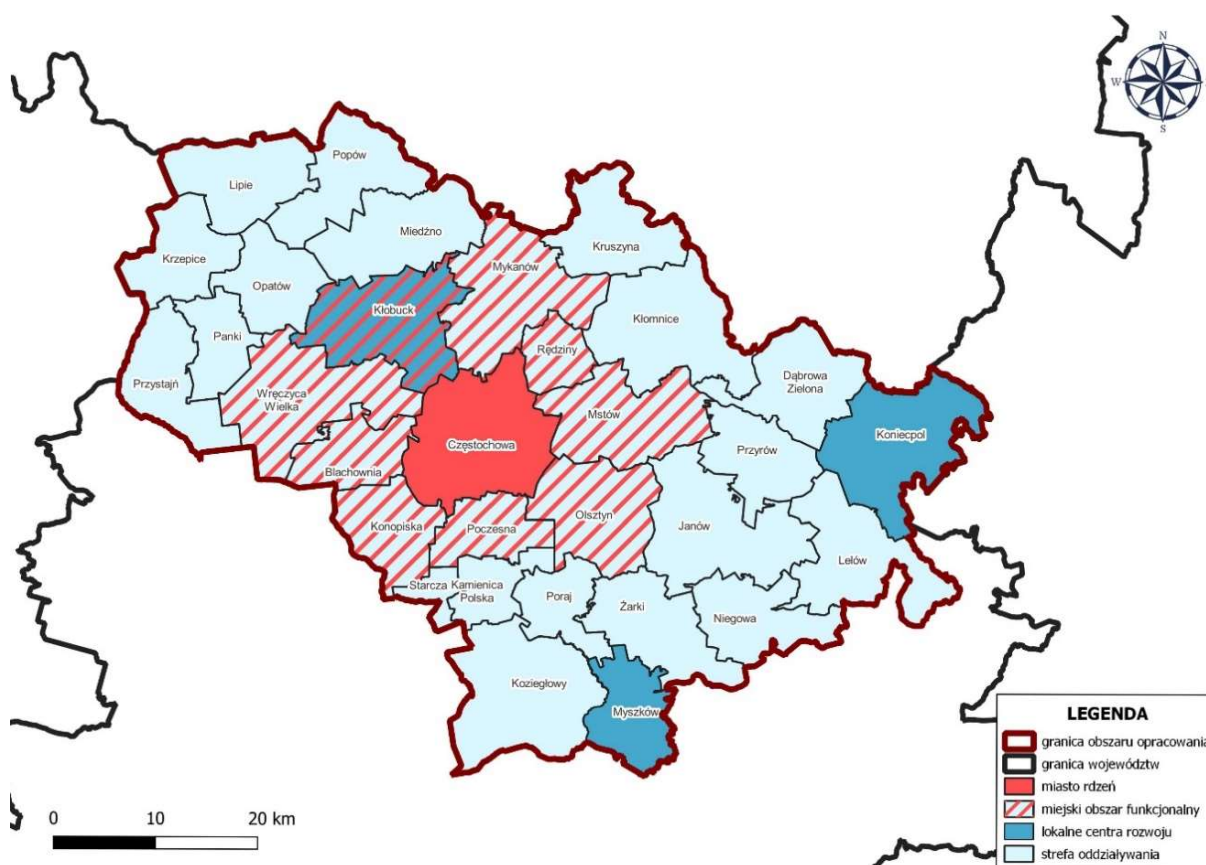 N
W
S
Popów
Lipie
Miedźno
Kruszyna
Krzepice
Mykanów
Opatów
Kłobuck
Kłomnice
Panki
Rędziny
Dąbrowa
Zielona
Przystajń
Wręczyca
Wielka
Mstów
Koniecpol
Częstochowa
Przyrów
Blachownia
Konopiska
Poczesna
Olsztyn
Janów
Lelów
Starcza
Kamienica
Polska
Poraj
Żarki
Niegowa
Koziegłowy
Myszków
LEGENDA
granica obszaru opracowania
granica województw
miasto rdzeń
miejski obszar funkcjonalny
lokalne centra rozwoju
strefa oddziaływania
0 10 20 km